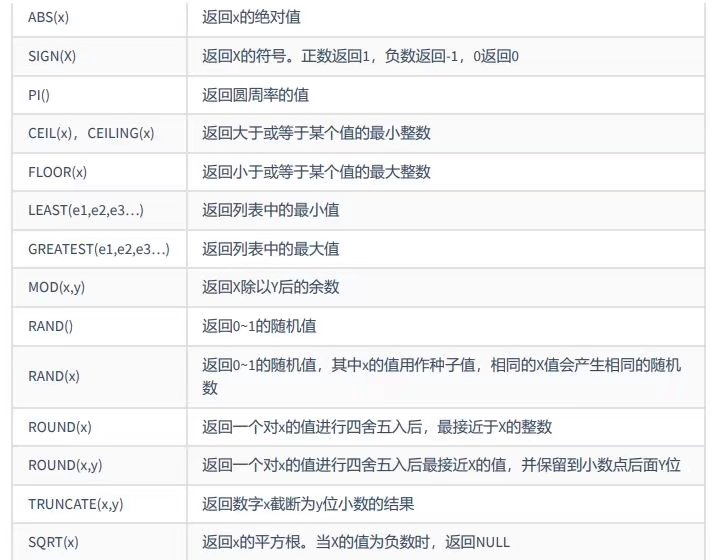 ABS(x) 返回x的绝对值
SIGN(X) 返回X的符号。正数返回1，负数返回-1，0返回0
PI() 返回圆周率的值
CEIL(x)，CEILING(x) 返回大于或等于某个值的最小整数
FLOOR(x) 返回小于或等于某个值的最大整数
LEAST(e1,e2,e3…) 返回列表中的最小值
GREATEST(e1,e2,e3…) 返回列表中的最大值
MOD(x,y) 返回X除以Y后的余数
RAND() 返回0~1的随机值
RAND(x) 返回0~1的随机值，其中x的值用作种子值，相同的X值会产生相同的随机
数
ROUND(x) 返回一个对x的值进行四舍五入后，最接近于X的整数
ROUND(x,y) 返回一个对x的值进行四舍五入后最接近X的值，并保留到小数点后面Y位
TRUNCATE(x,y) 返回数字x截断为y位小数的结果
SQRT(x) 返回x的平方根。当X的值为负数时，返回NULL